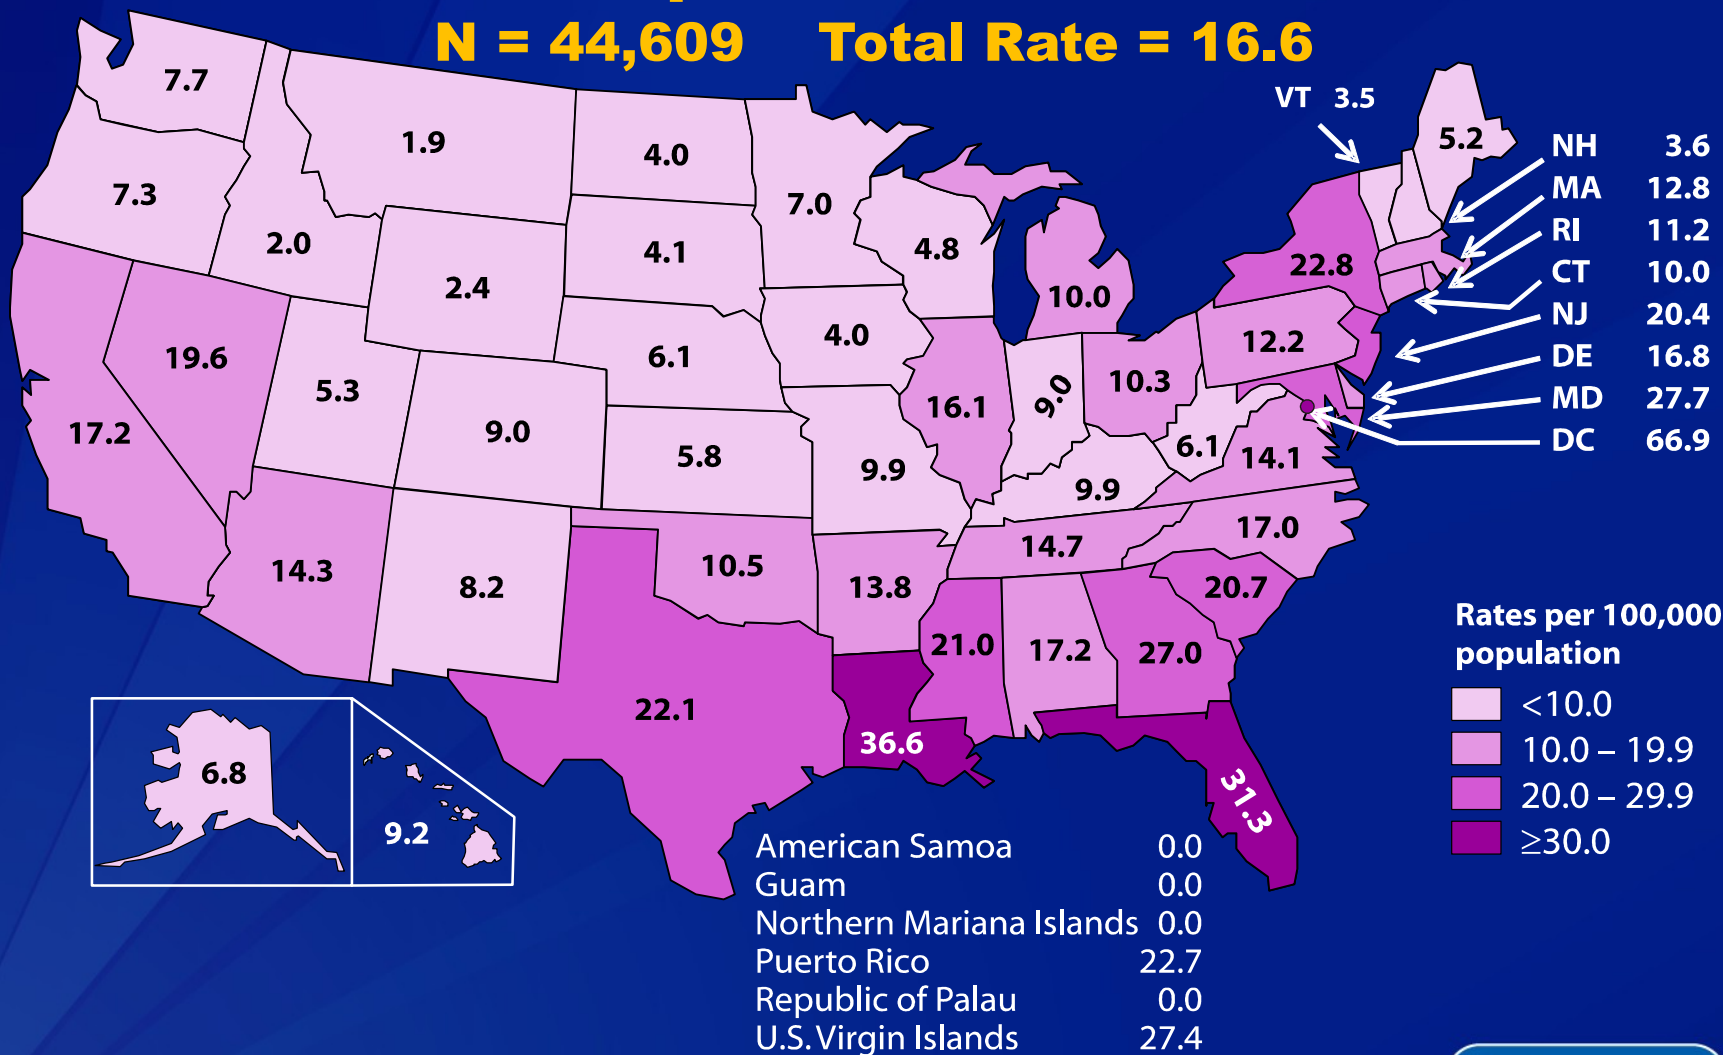 N = 44,609 Total Rate = 16.6
VT 3.5
7.7
1.9
4.0
7.0
5.2
NH 3.6
MA 12.8
RI 11.2
CT 10.0
NJ 20.4
DE 16.8
MD 27.7
DC 66.9
7.3
2.0
2.4
4.1
4.8
10.0
22.8
19.6
5.3
6.1
4.0
12.2
17.2
9.0
5.8
9.9
16.1
9.0
10.3
6.1
14.1
9.9
14.3
8.2
10.5
13.8
14.7
17.0
22.1
21.0
17.2
27.0
20.7
36.6
31.3
6.8
9.2
Rates per 100,000
population
<10.0
10.0 – 19.9
20.0 – 29.9
≥30.0
American Samoa 0.0
Guam 0.0
Northern Mariana Islands 0.0
Puerto Rico 22.7
Republic of Palau 0.0
U.S. Virgin Islands 27.4